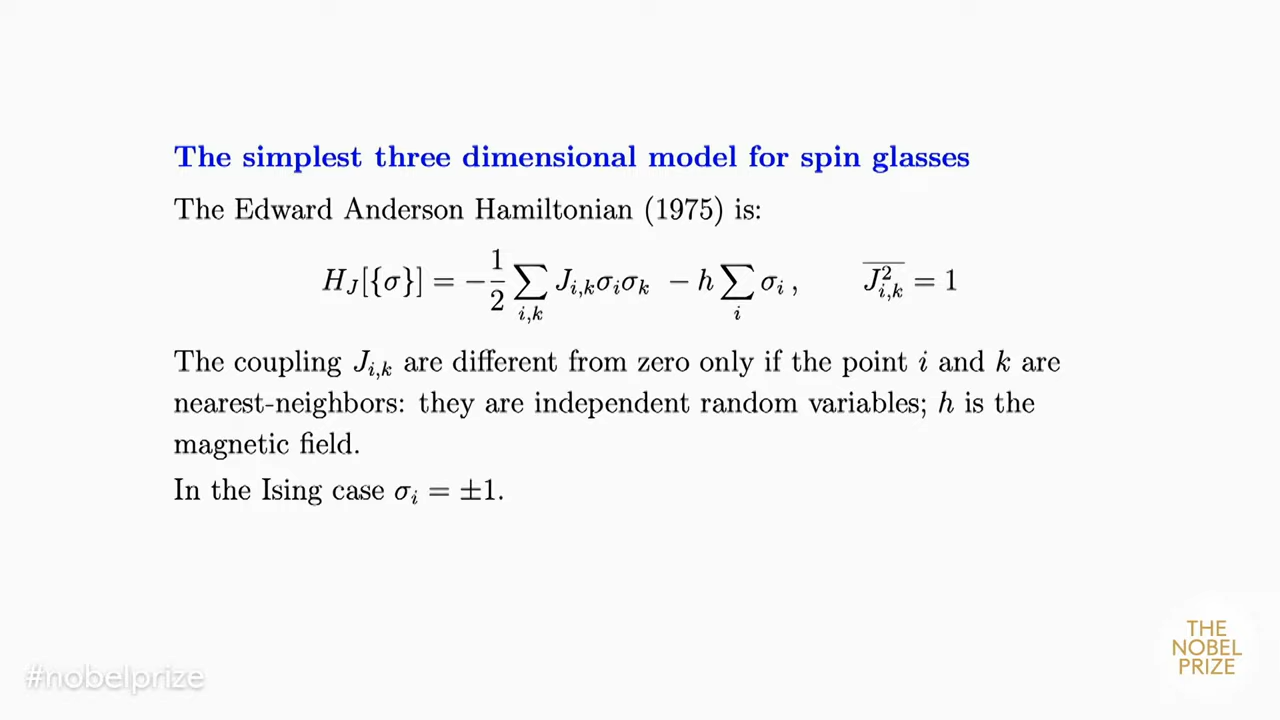 The simplest three dimensional model for spin glasses
The Edward Anderson Hamiltonian (1975) is:
H_J[{σ}] = −1/2 ∑_{i,k} J_{i,k}σ_iσ_k − h ∑_i σ_i , \overline{J²_{i,k}} = 1
The coupling J_{i,k} are different from zero only if the point i and k are
nearest-neighbors: they are independent random variables; h is the
magnetic field.
In the Ising case σ_i = ±1.
THE
NOBEL
PRIZE
#nobelprize